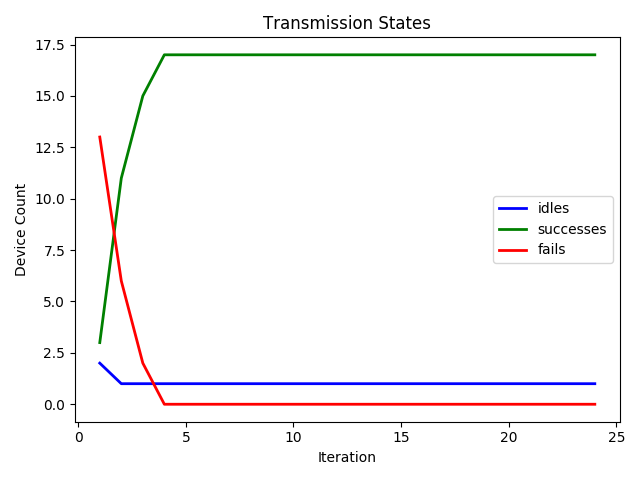 Transmission States
17.5
15.0
12.5
10.0
7.5
5.0
2.5
0.0
Device Count
idles
successes
fails
0 5 10 15 20 25
Iteration